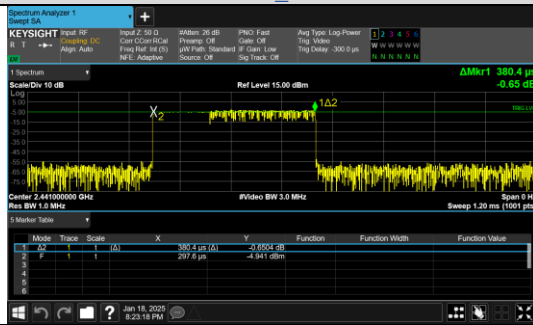 Spectrum Analyzer 1
Swept SA
+
KEYSIGHT Input: RF Input Z: 50 Ω #Atten: 26 dB PNO: Fast Avg Type: Log-Power 1 2 3 4 5 6
R T Coupling: DC Corr CCorr RCal Preamp: Off Gate: Off Trig: Video W W W W W W
Align: Auto Freq Ref: Int (S) µW Path: Standard IF Gain: Low Trig Delay: -300.0 µs N N N N N N
NFE: Adaptive Source: Off Sig Track: Off
1 Spectrum ΔMkr1 380.4 µs
Scale/Div 10 dB Ref Level 15.00 dBm -0.65 dB
Log
5.00
-5.00
-15.0
-25.0
-35.0
-45.0
-55.0
-65.0
-75.0
X2
1Δ2
TRIG LVL
Center 2.441000000 GHz #Video BW 3.0 MHz Span 0 Hz
Res BW 1.0 MHz Sweep 1.20 ms (1001 pts)
5 Marker Table
Mode Trace Scale X Y Function Function Width Function Value
1 Δ2 1 t (Δ) 380.4 µs (Δ) -0.6504 dB
2 F 1 t 297.6 µs -4.941 dBm
3
4
5
6
? Jan 18, 2025
8:23:18 PM